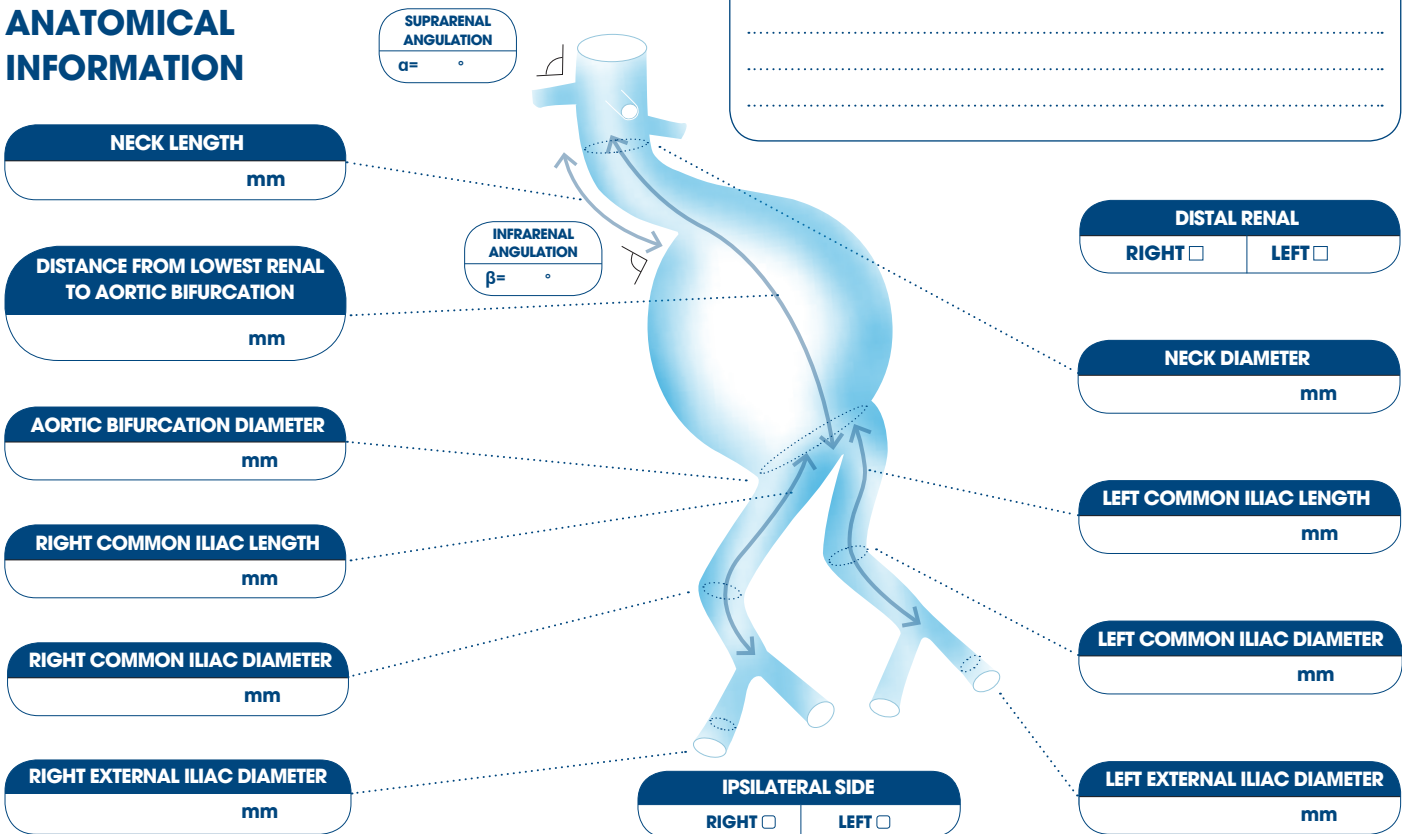 ANATOMICAL
INFORMATION
SUPRARENAL
ANGULATION
α= °
NECK LENGTH
mm
INFRARENAL
ANGULATION
β= °
DISTANCE FROM LOWEST RENAL
TO AORTIC BIFURCATION
mm
AORTIC BIFURCATION DIAMETER
mm
RIGHT COMMON ILIAC LENGTH
mm
RIGHT COMMON ILIAC DIAMETER
mm
RIGHT EXTERNAL ILIAC DIAMETER
mm
DISTAL RENAL
RIGHT □ LEFT □
NECK DIAMETER
mm
LEFT COMMON ILIAC LENGTH
mm
LEFT COMMON ILIAC DIAMETER
mm
LEFT EXTERNAL ILIAC DIAMETER
mm
IPSILATERAL SIDE
RIGHT □ LEFT □